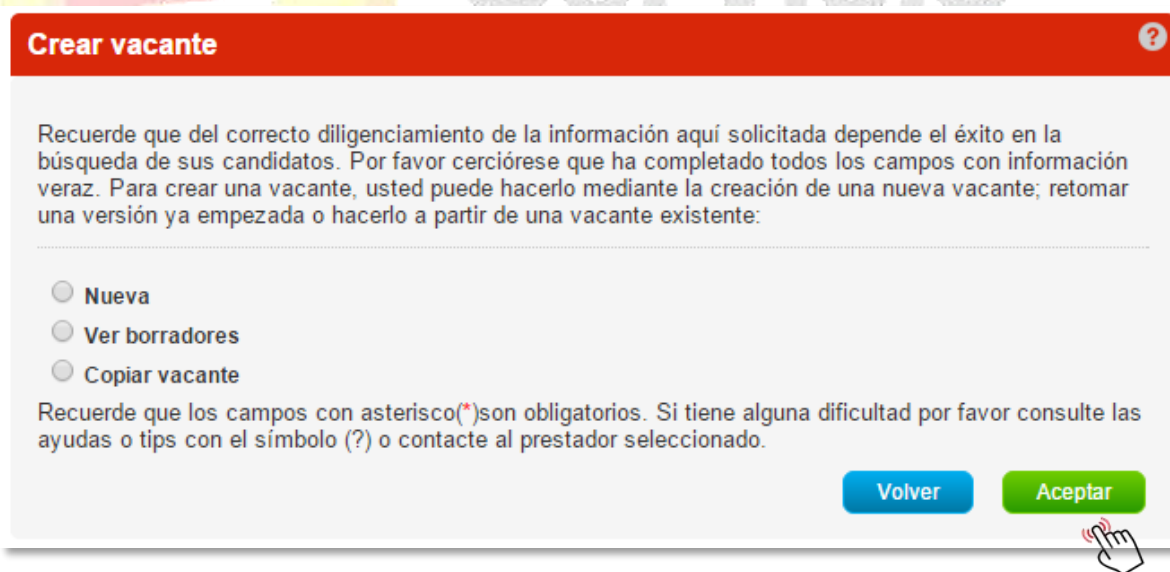 Crear vacante
?
Recuerde que del correcto diligenciamiento de la información aquí solicitada depende el éxito en la
búsqueda de sus candidatos. Por favor cerciórese que ha completado todos los campos con información
veraz. Para crear una vacante, usted puede hacerlo mediante la creación de una nueva vacante; retomar
una versión ya empezada o hacerlo a partir de una vacante existente:
Nueva
Ver borradores
Copiar vacante
Recuerde que los campos con asterisco(*)son obligatorios. Si tiene alguna dificultad por favor consulte las
ayudas o tips con el símbolo (?) o contacte al prestador seleccionado.
Volver
Aceptar